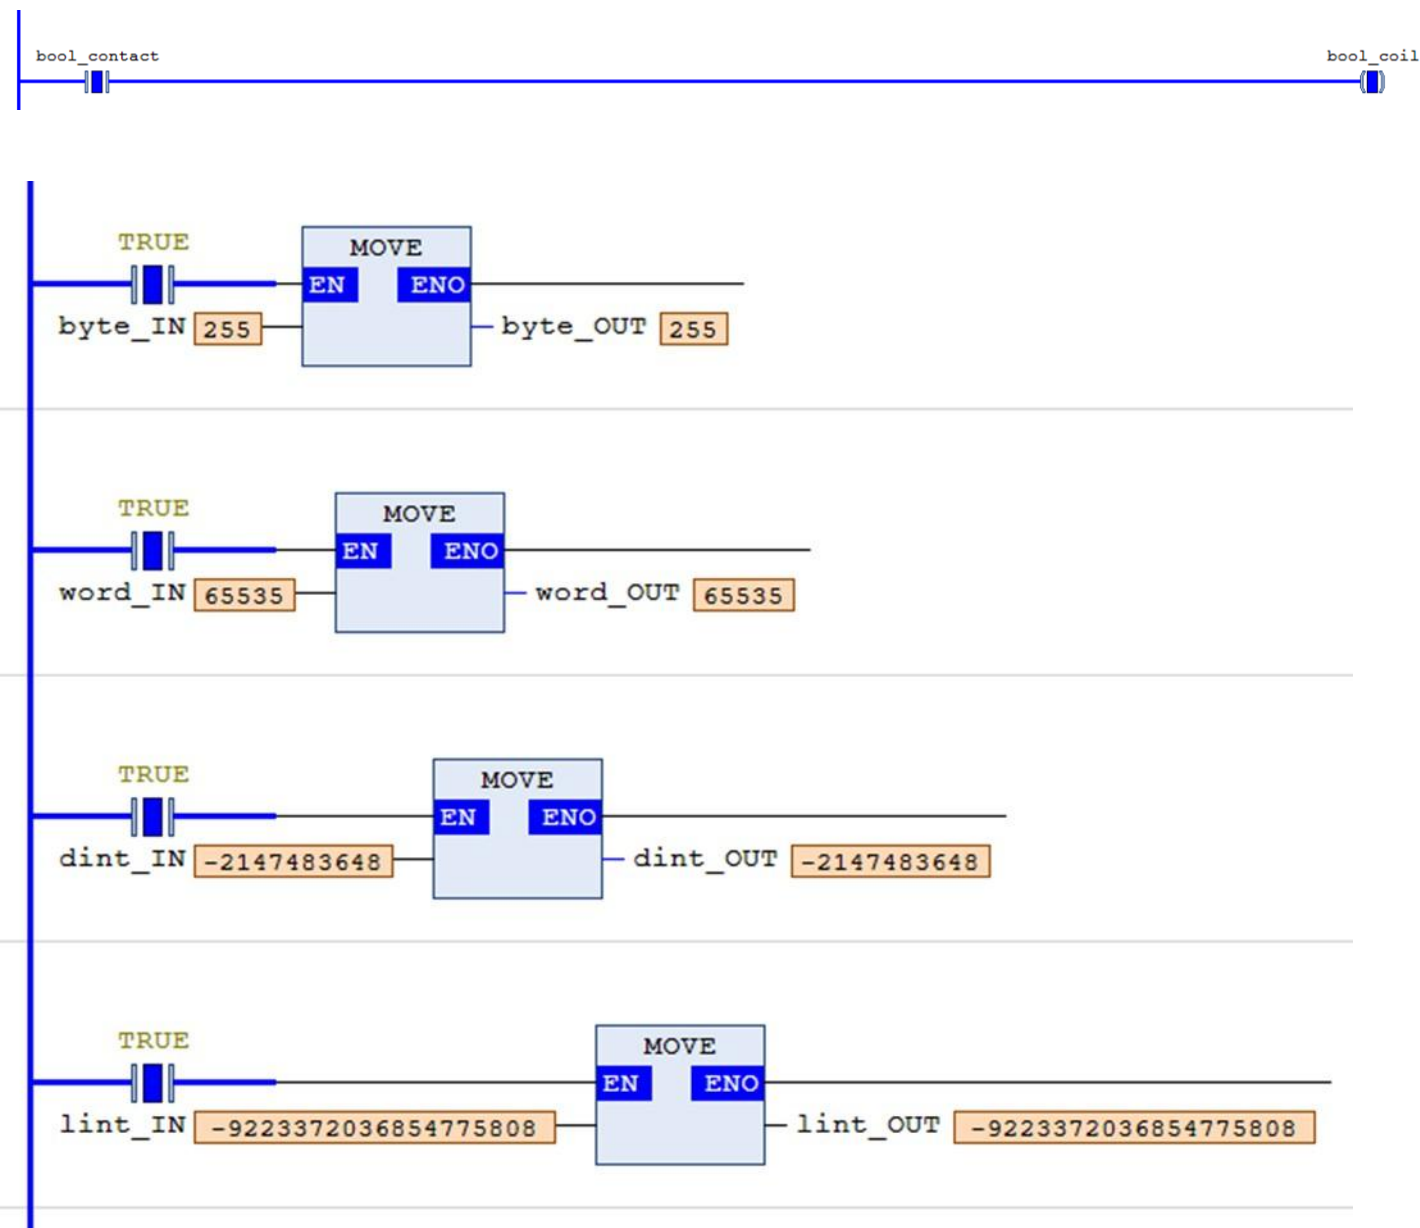 bool_contact bool_coil
TRUE
MOVE
EN ENO
byte_IN 255 byte_OUT 255
TRUE
MOVE
EN ENO
word_IN 65535 word_OUT 65535
TRUE
MOVE
EN ENO
dint_IN -2147483648 dint_OUT -2147483648
TRUE
MOVE
EN ENO
lint_IN -9223372036854775808 lint_OUT -9223372036854775808